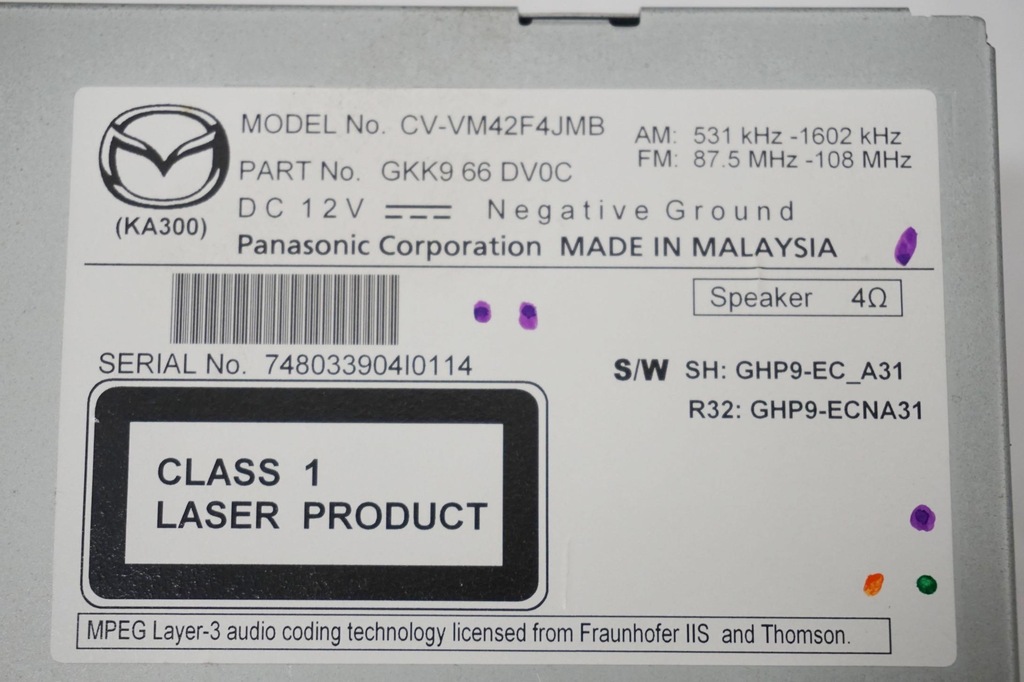 MODEL No. CV-VM42F4JMB
AM: 531 kHz -1602 kHz
FM: 87.5 MHz -108 MHz
PART No. GKK9 66 DV0C
(KA300)
DC 12V Negative Ground
Panasonic Corporation MADE IN MALAYSIA
Speaker 4Ω
SERIAL No. 748033904I0114
S/W SH: GHP9-EC_A31
R32: GHP9-ECNA31
CLASS 1
LASER PRODUCT
MPEG Layer-3 audio coding technology licensed from Fraunhofer IIS and Thomson.